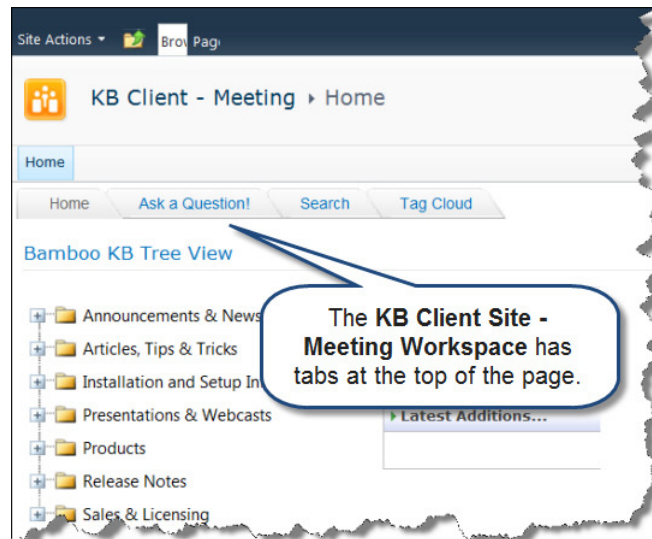 Site Actions
Brow Page
KB Client - Meeting Home
Home
Home Ask a Question! Search Tag Cloud
Bamboo KB Tree View
Announcements & News
Articles, Tips & Tricks
Installation and Setup In
Presentations & Webcasts
Products
Release Notes
Sales & Licensing
The KB Client Site -
Meeting Workspace has
tabs at the top of the page.
Latest Additions...